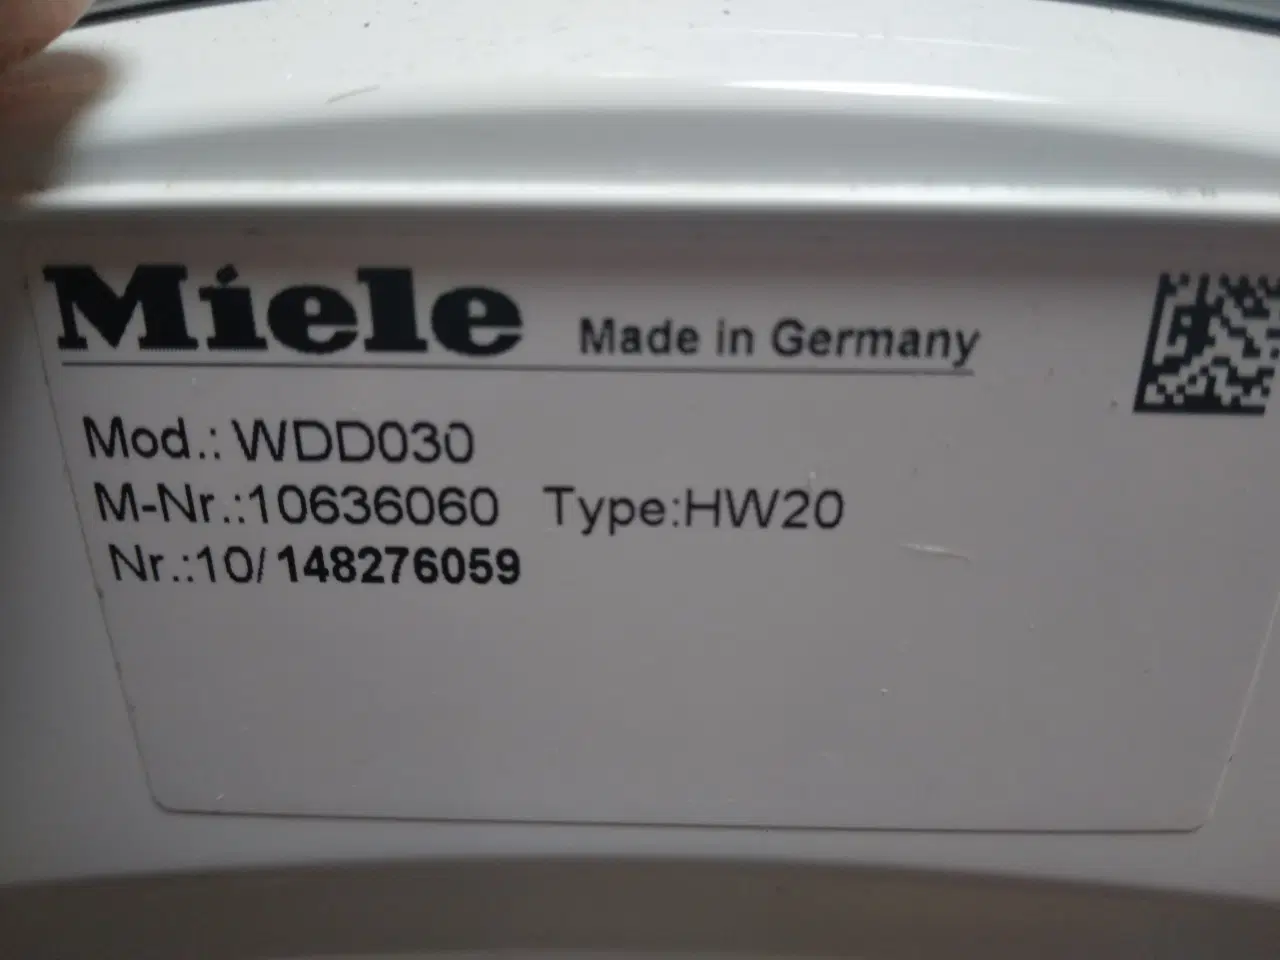 Miele Made in Germany
Mod.: WDD030
M-Nr.:10636060 Type:HW20
Nr.:10/148276059